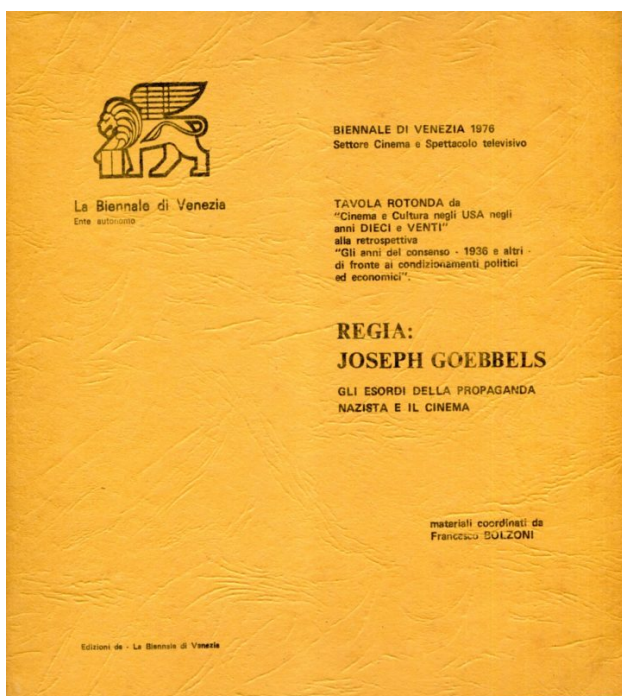 La Biennale di Venezia
Ente autonomo
BIENNALE DI VENEZIA 1976
Settore Cinema e Spettacolo televisivo
TAVOLA ROTONDA da
"Cinema e Cultura negli USA negli
anni DIECI e VENTI"
alla retrospettiva
"Gli anni del consenso - 1936 e altri -
di fronte ai condizionamenti politici
ed economici".
REGIA:
JOSEPH GOEBBELS
GLI ESORDI DELLA PROPAGANDA
NAZISTA E IL CINEMA
materiali coordinati da
Francesco BOLZONI
Edizioni de - La Biennale di Venezia